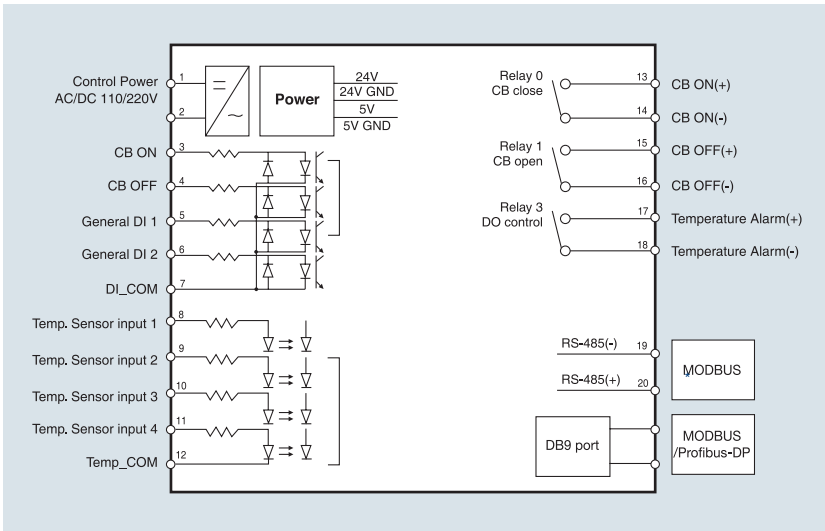 Control Power
AC/DC 110/220V
1
2
Power
24V
24V GND
5V
5V GND
CB ON
3
CB OFF
4
General DI 1
5
General DI 2
6
DI_COM
7
Temp. Sensor input 1
8
Temp. Sensor input 2
9
Temp. Sensor input 3
10
Temp. Sensor input 4
11
Temp_COM
12
Relay 0
CB close
13
CB ON(+)
14
CB ON(-)
Relay 1
CB open
15
CB OFF(+)
16
CB OFF(-)
Relay 3
DO control
17
Temperature Alarm(+)
18
Temperature Alarm(-)
RS-485(-)
19
RS-485(+)
20
MODBUS
DB9 port
MODBUS
/Profibus-DP